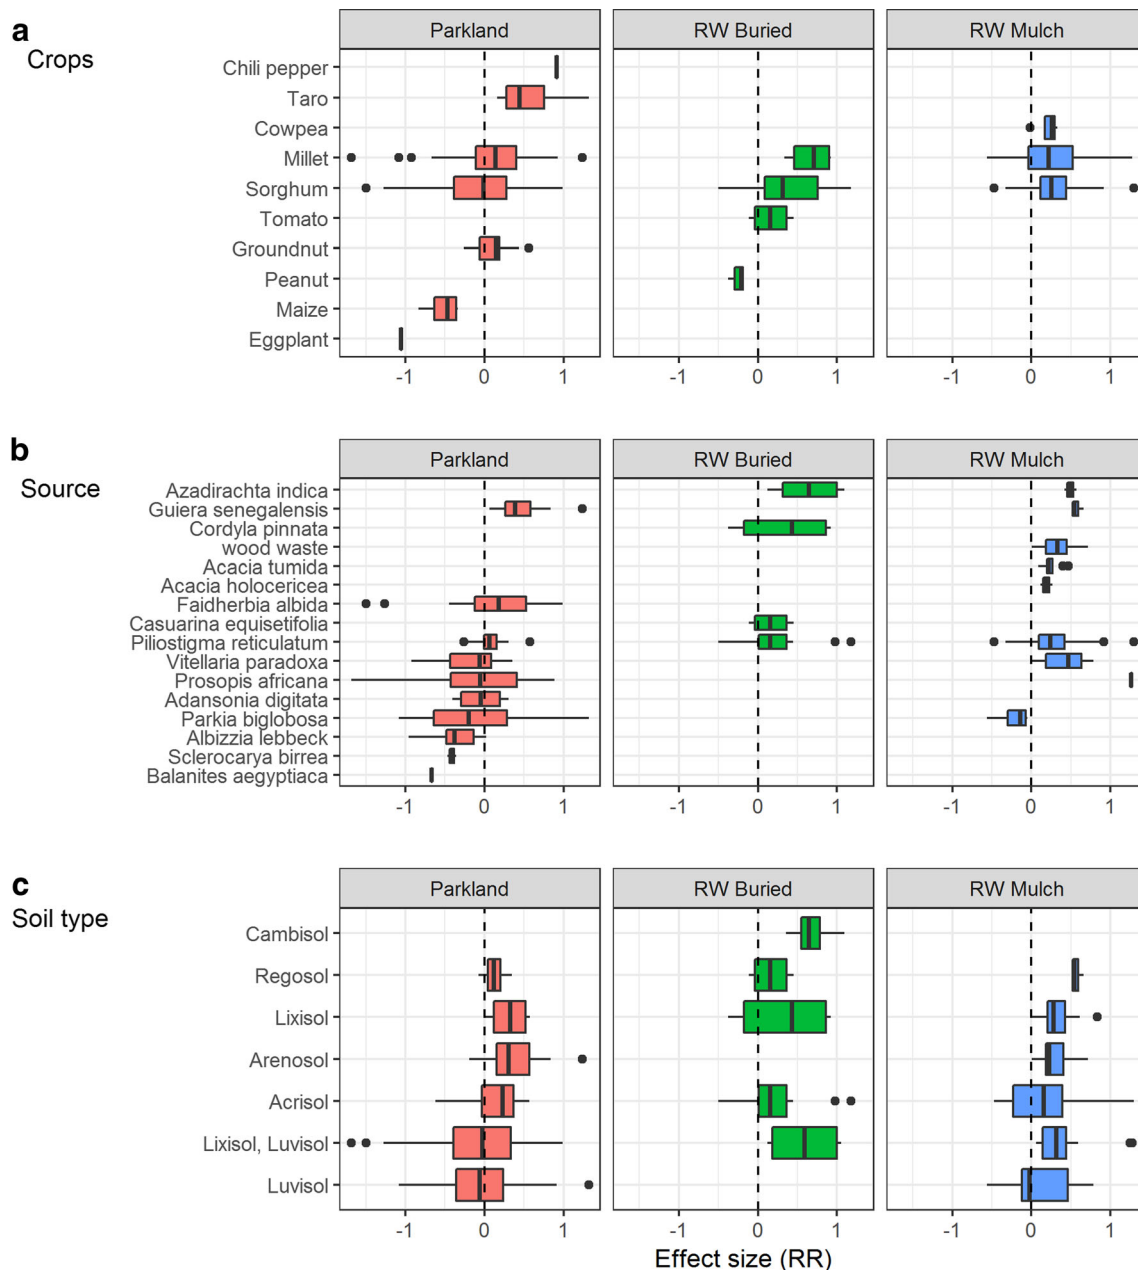 a
Crops
Parkland
RW Buried
RW Mulch
Chili pepper
Taro
Cowpea
Millet
Sorghum
Tomato
Groundnut
Peanut
Maize
Eggplant
-1 0 1
-1 0 1
-1 0 1
b
Source
Parkland
RW Buried
RW Mulch
Azadirachta indica
Guiera senegalensis
Cordyla pinnata
wood waste
Acacia tumida
Acacia holocericea
Faidherbia albida
Casuarina equisetifolia
Piliostigma reticulatum
Vitellaria paradoxa
Prosopis africana
Adansonia digitata
Parkia biglobosa
Albizzia lebbeck
Sclerocarya birrea
Balanites aegyptiaca
-1 0 1
-1 0 1
-1 0 1
c
Soil type
Parkland
RW Buried
RW Mulch
Cambisol
Regosol
Lixisol
Arenosol
Acrisol
Lixisol, Luvisol
Luvisol
-1 0 1
-1 0 1
-1 0 1
Effect size (RR)